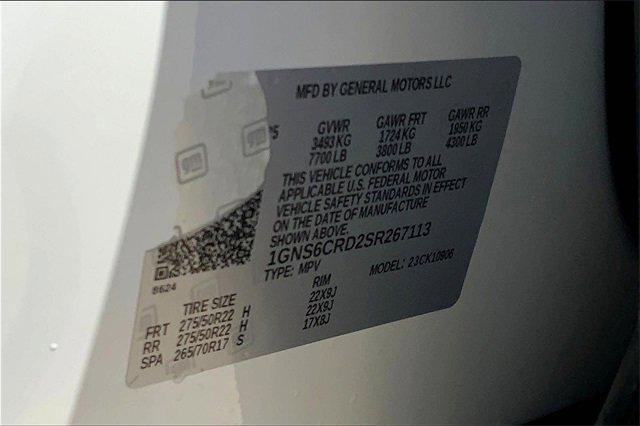 MFD BY GENERAL MOTORS LLC
GVWR GAWR FRT GAWR RR
3493 KG 1724 KG 1950 KG
7700 LB 3800 LB 4300 LB
THIS VEHICLE CONFORMS TO ALL
APPLICABLE U.S. FEDERAL MOTOR
VEHICLE SAFETY STANDARDS IN EFFECT
ON THE DATE OF MANUFACTURE
SHOWN ABOVE.
1GNS6CRD2SR267113
TYPE: MPV MODEL: 23CK10906
8624
TIRE SIZE RIM
FRT 275/50R22 H 22X9J
RR 275/50R22 H 22X9J
SPA 265/70R17 S 17X8J